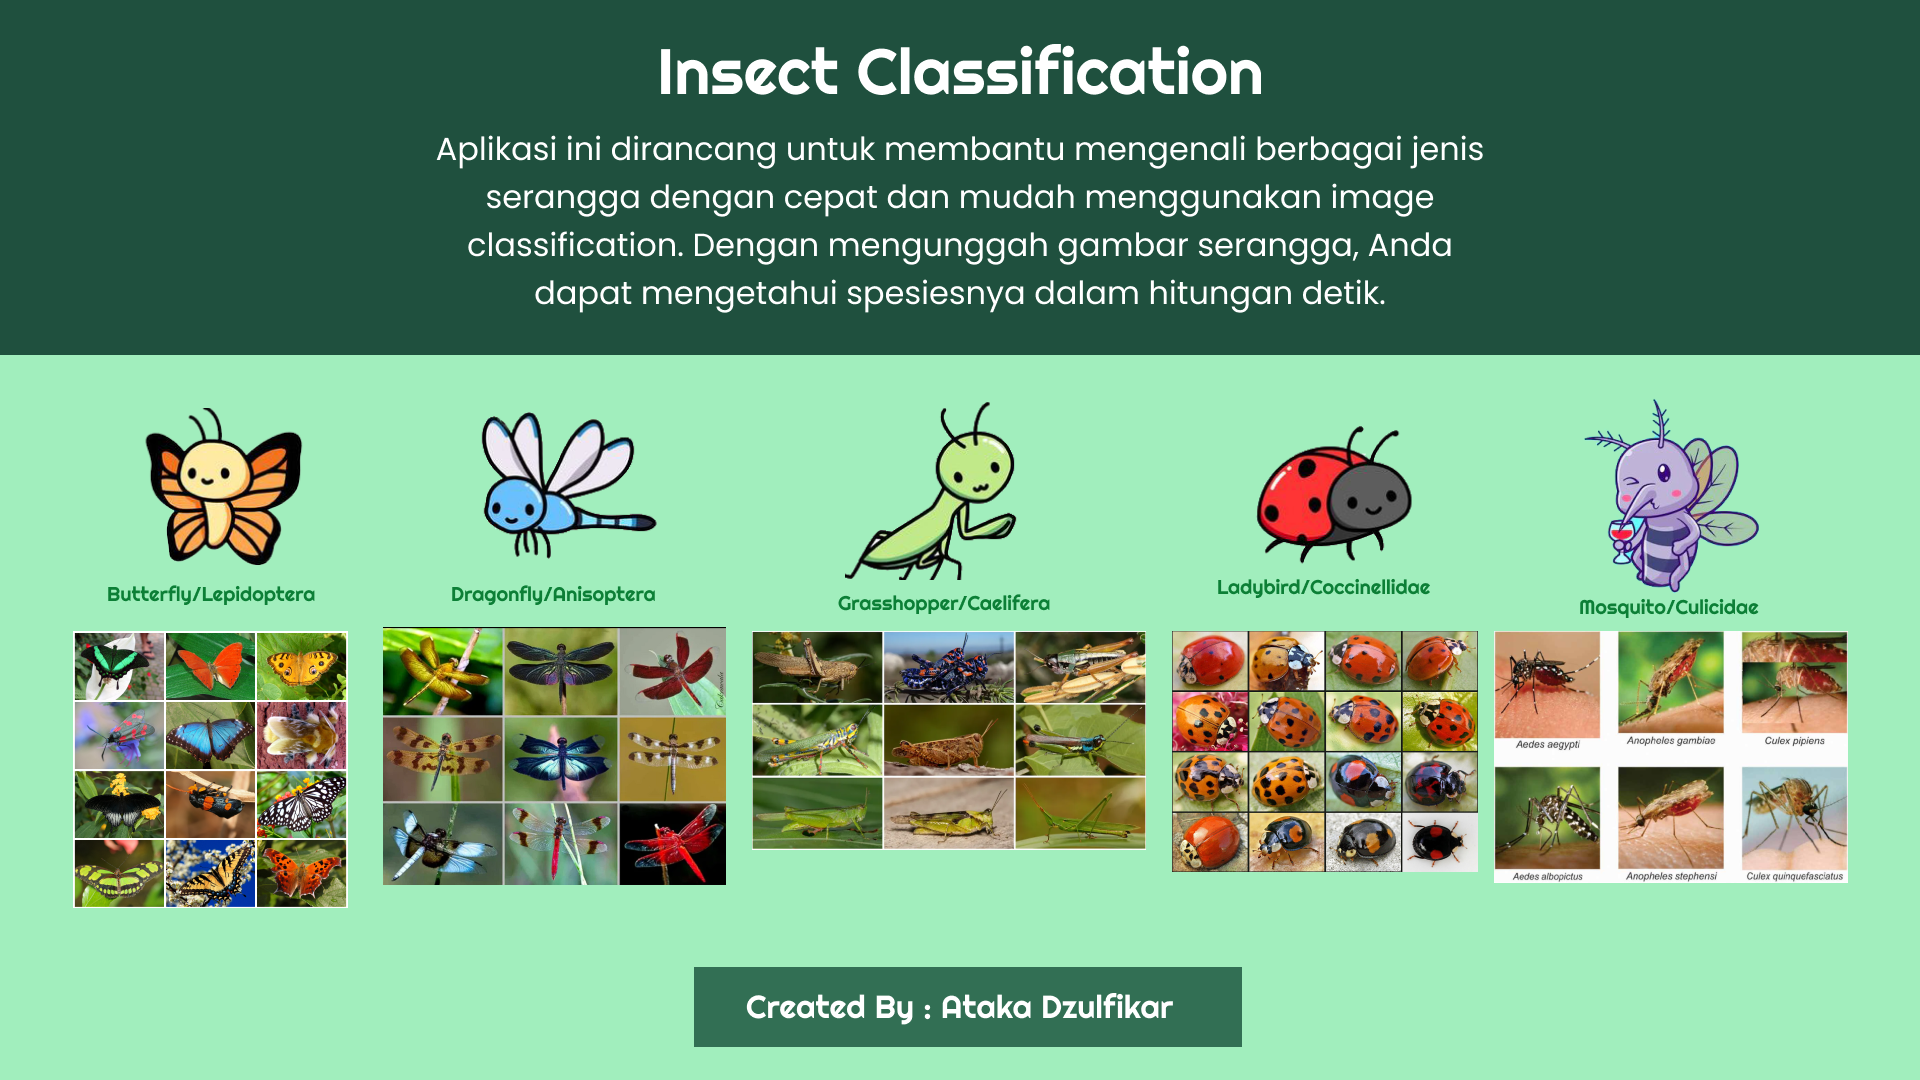 Insect Classification
Aplikasi ini dirancang untuk membantu mengenali berbagai jenis
serangga dengan cepat dan mudah menggunakan image
classification. Dengan mengunggah gambar serangga, Anda
dapat mengetahui spesiesnya dalam hitungan detik.
Butterfly/Lepidoptera
Dragonfly/Anisoptera
Grasshopper/Caelifera
Ladybird/Coccinellidae
Mosquito/Culicidae
Aedes aegypti
Anopheles gambiae
Culex pipiens
Aedes albopictus
Anopheles stephensi
Culex quinquefasciatus
Created By : Ataka Dzulfikar